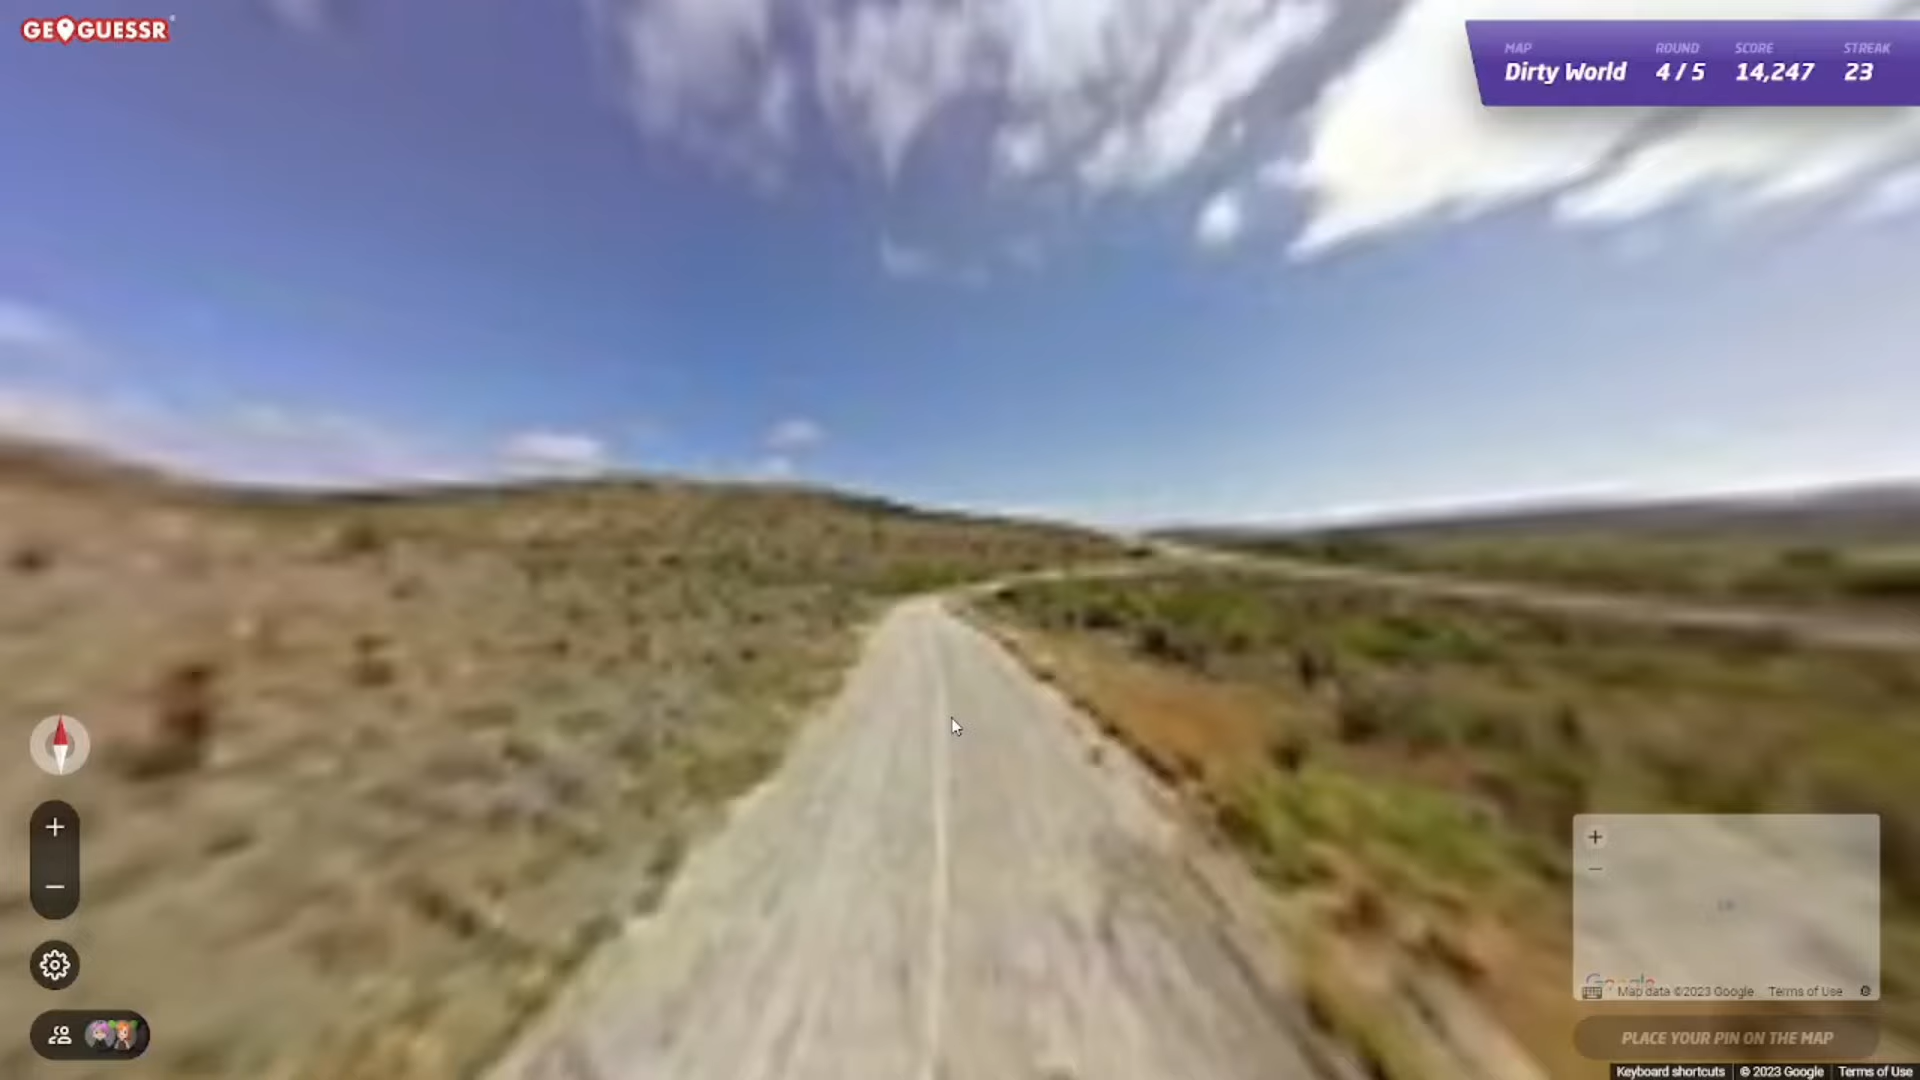 GEOGUESSR
MAP ROUND SCORE STREAK
Dirty World 4 / 5 14,247 23
Google
Map data ©2023 Google Terms of Use
PLACE YOUR PIN ON THE MAP
Keyboard shortcuts © 2023 Google Terms of Use